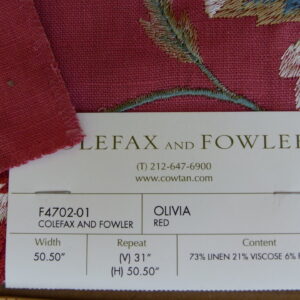 OLEFAX AND FOWLER
(T) 212-647-6900
www.cowtan.com
F4702-01
COLEFAX AND FOWLER
OLIVIA
RED
Width
50.50"
Repeat
(V) 31"
(H) 50.50"
Content
73% LINEN 21% VISCOSE 6%